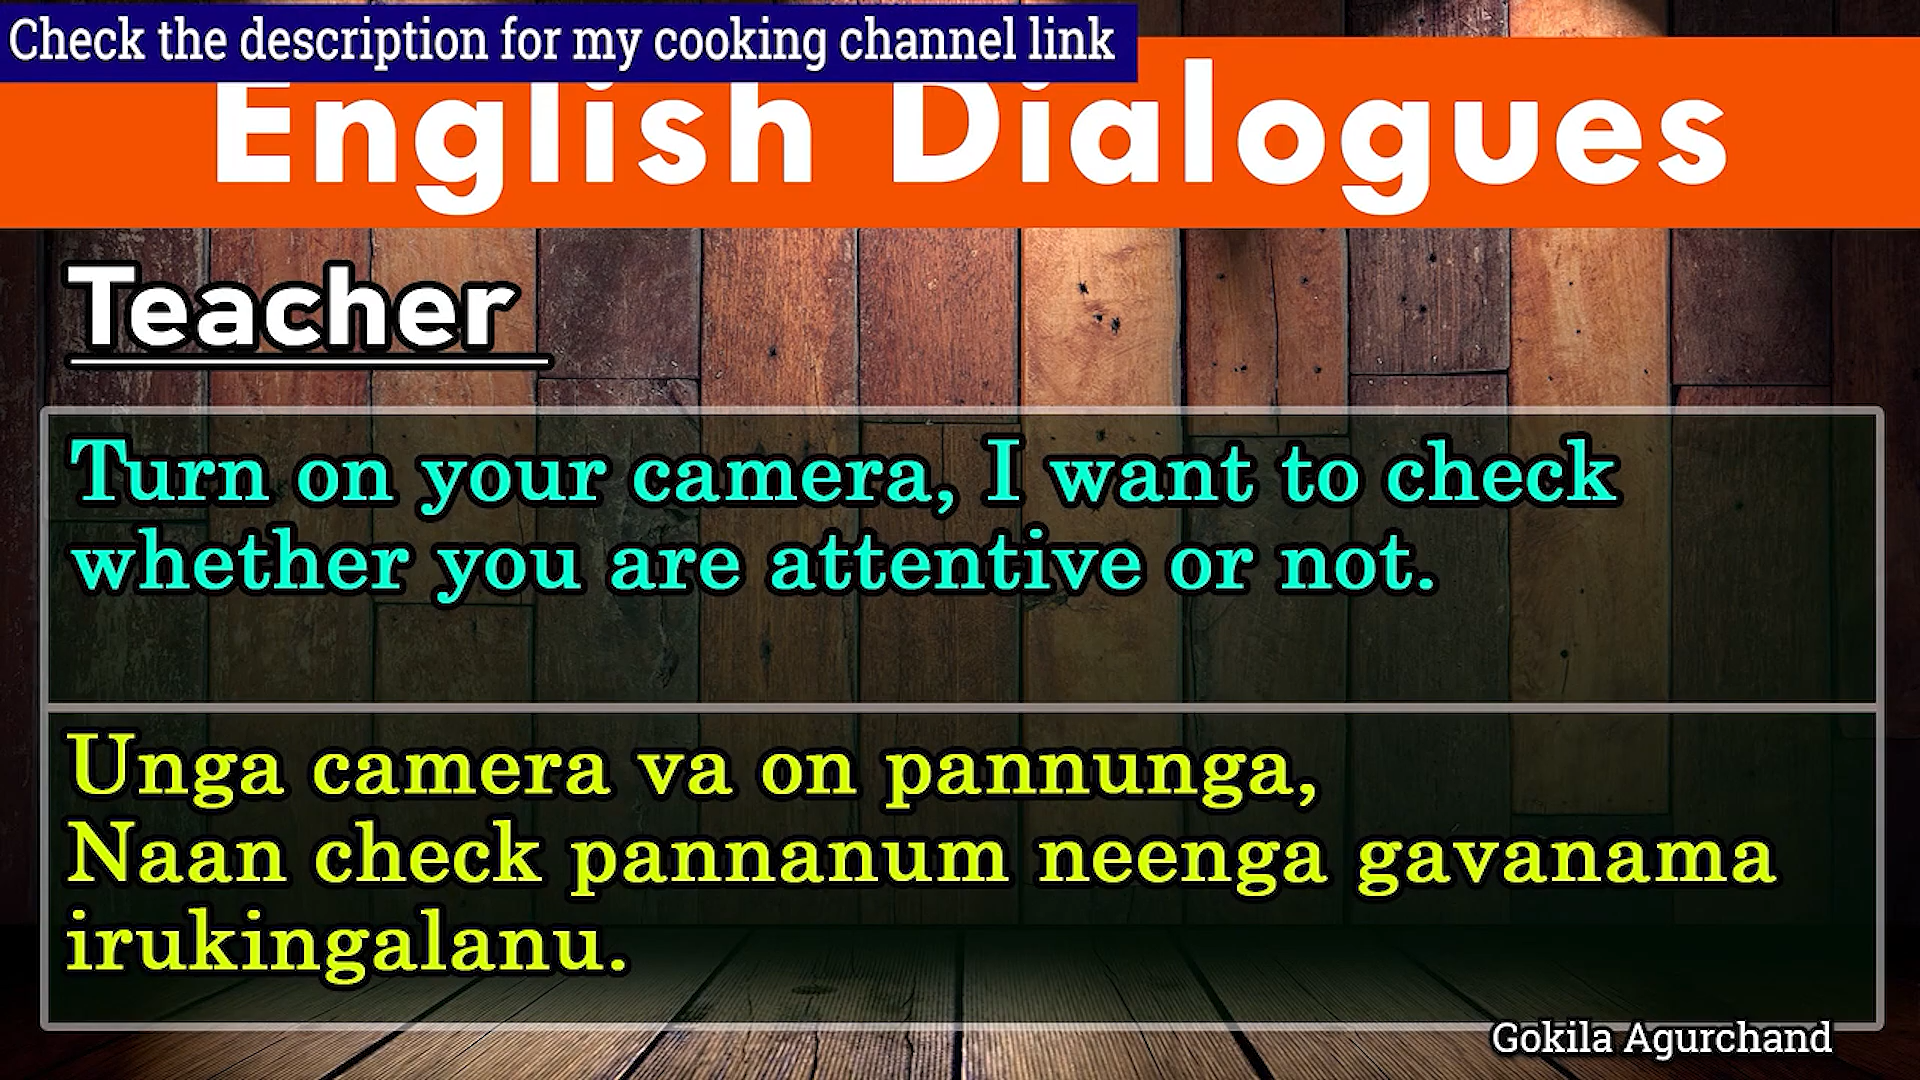 Check the description for my cooking channel link
English Dialogues
Teacher
Turn on your camera, I want to check
whether you are attentive or not.
Unga camera va on pannunga,
Naan check pannanum neenga gavanama
irukingalanu.
Gokila Agurchand